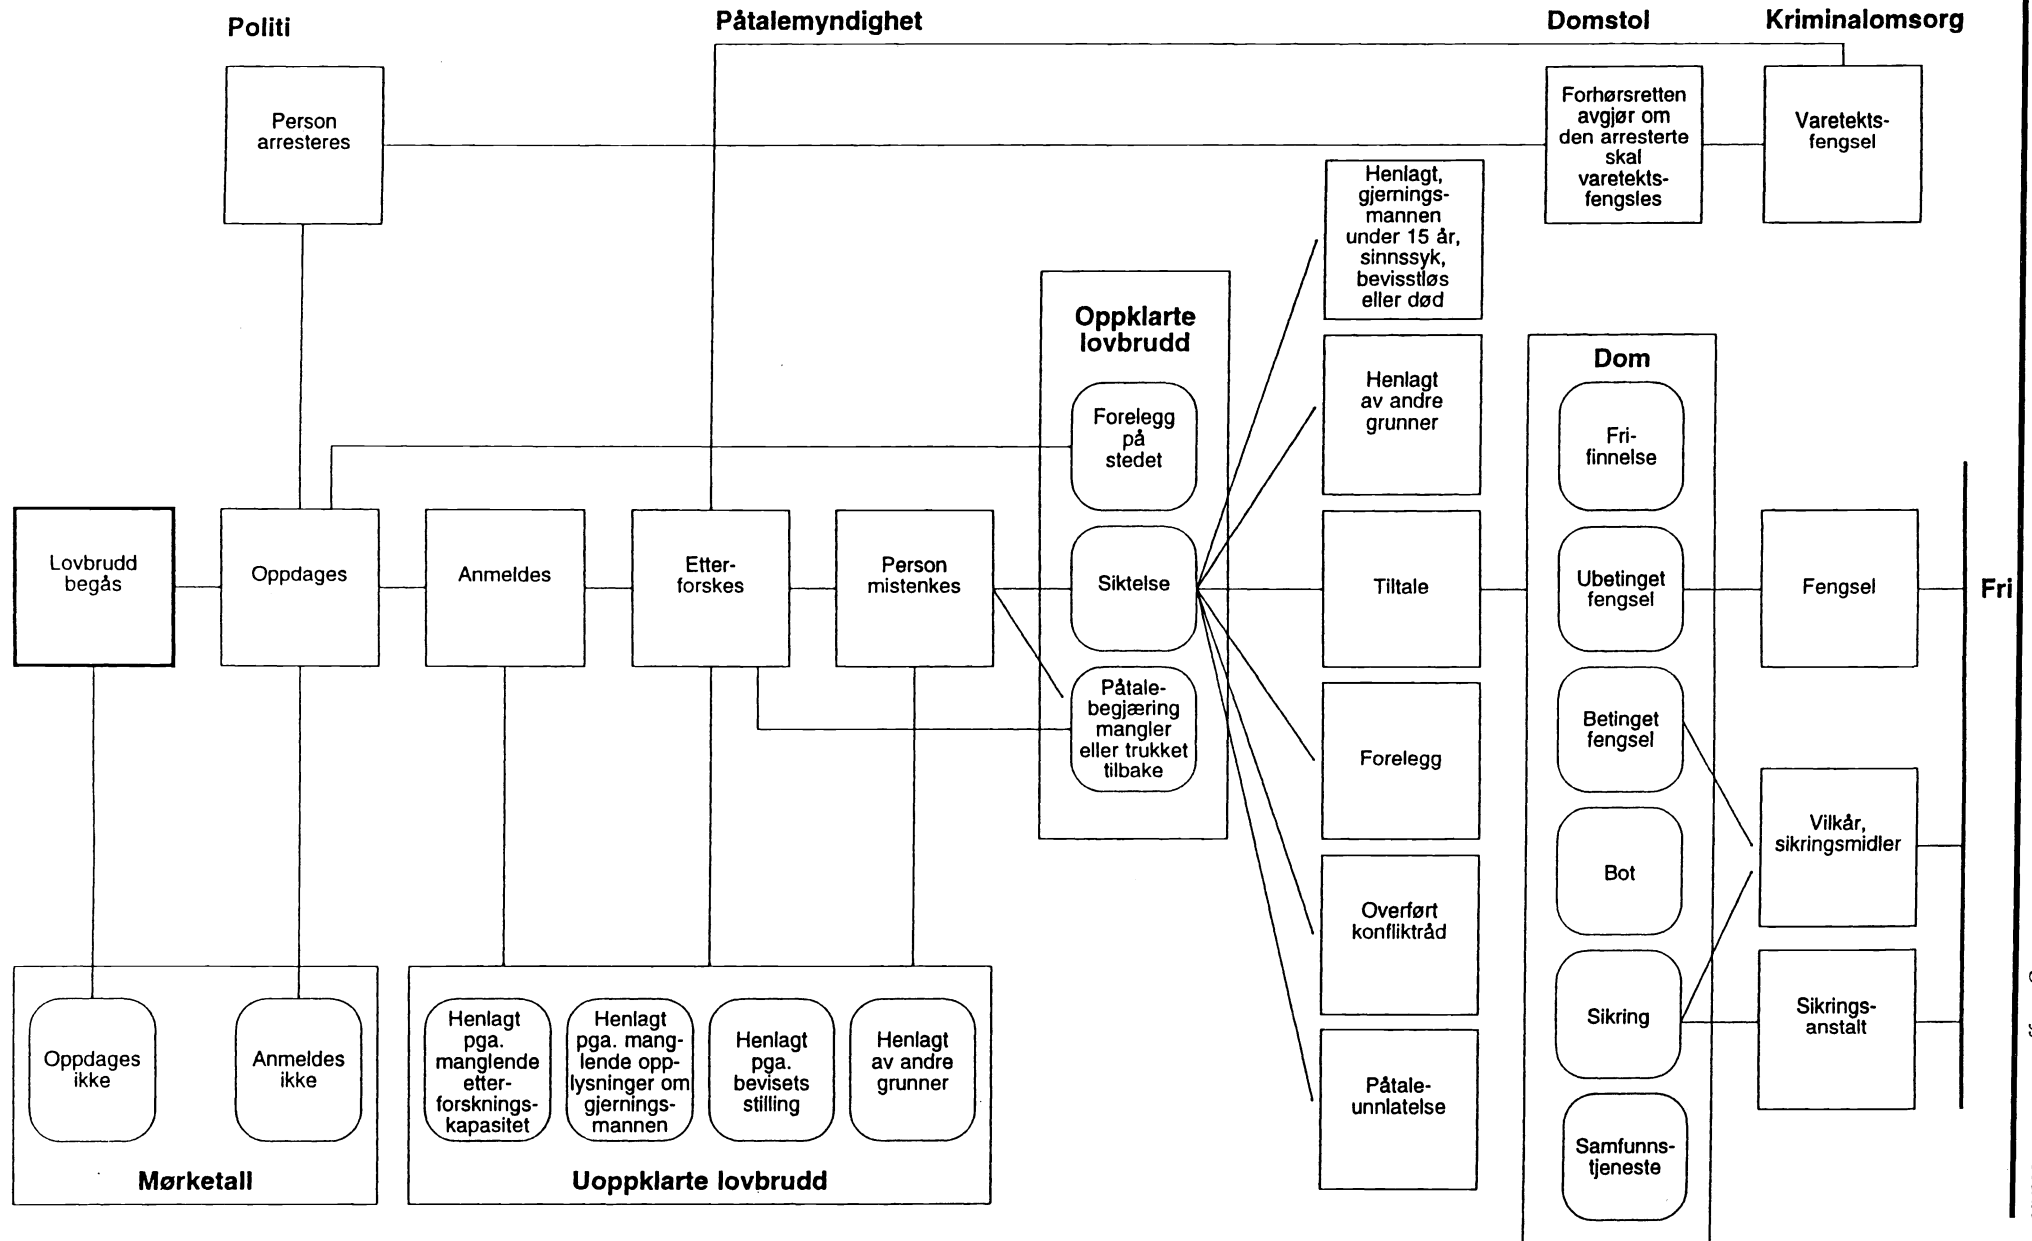 Politi
Påtalemyndighet
Domstol
Kriminalomsorg
Person
arresteres
Forhørsretten
avgjør om
den arresterte
skal
varetekts-
fengsles
Varetekts-
fengsel
Henlagt,
gjernings-
mannen
under 15 år,
sinnssyk,
bevisstløs
eller død
Oppklarte
lovbrudd
Forelegg
på
stedet
Henlagt
av andre
grunner
Dom
Fri-
finnelse
Lovbrudd
begås
Oppdages
Anmeldes
Etter-
forskes
Person
mistenkes
Siktelse
Tiltale
Ubetinget
fengsel
Fengsel
Fri
Påtale-
begjæring
mangler
eller trukket
tilbake
Forelegg
Betinget
fengsel
Vilkår,
sikringsmidler
Bot
Overført
konfliktråd
Sikring
Sikrings-
anstalt
Påtale-
unnlatelse
Samfunns-
tjeneste
Oppdages
ikke
Anmeldes
ikke
Mørketall
Henlagt
pga.
manglende
etter-
forsknings-
kapasitet
Henlagt
pga. mang-
lende opp-
lysninger om
gjernings-
mannen
Henlagt
pga.
bevisets
stilling
Henlagt
av andre
grunner
Uoppklarte lovbrudd